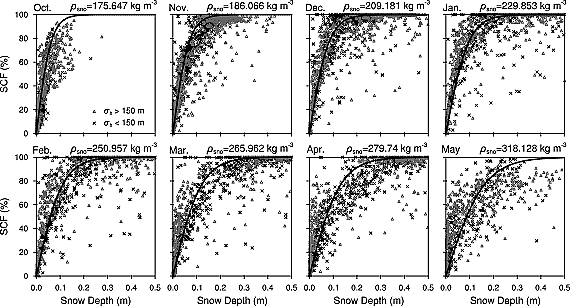 Oct. ρsno=175.647 kg m-3
Nov. ρsno=186.066 kg m-3
Dec. ρsno=209.181 kg m-3
Jan. ρsno=229.853 kg m-3
SCF (%)
100
80
60
40
20
0
△ σh > 150 m
× σh < 150 m
Feb. ρsno=250.957 kg m-3
Mar. ρsno=265.962 kg m-3
Apr. ρsno=279.74 kg m-3
May ρsno=318.128 kg m-3
SCF (%)
100
80
60
40
20
0
0.0 0.1 0.2 0.3 0.4 0.5
0.0 0.1 0.2 0.3 0.4 0.5
0.0 0.1 0.2 0.3 0.4 0.5
0.0 0.1 0.2 0.3 0.4 0.5
Snow Depth (m)
Snow Depth (m)
Snow Depth (m)
Snow Depth (m)